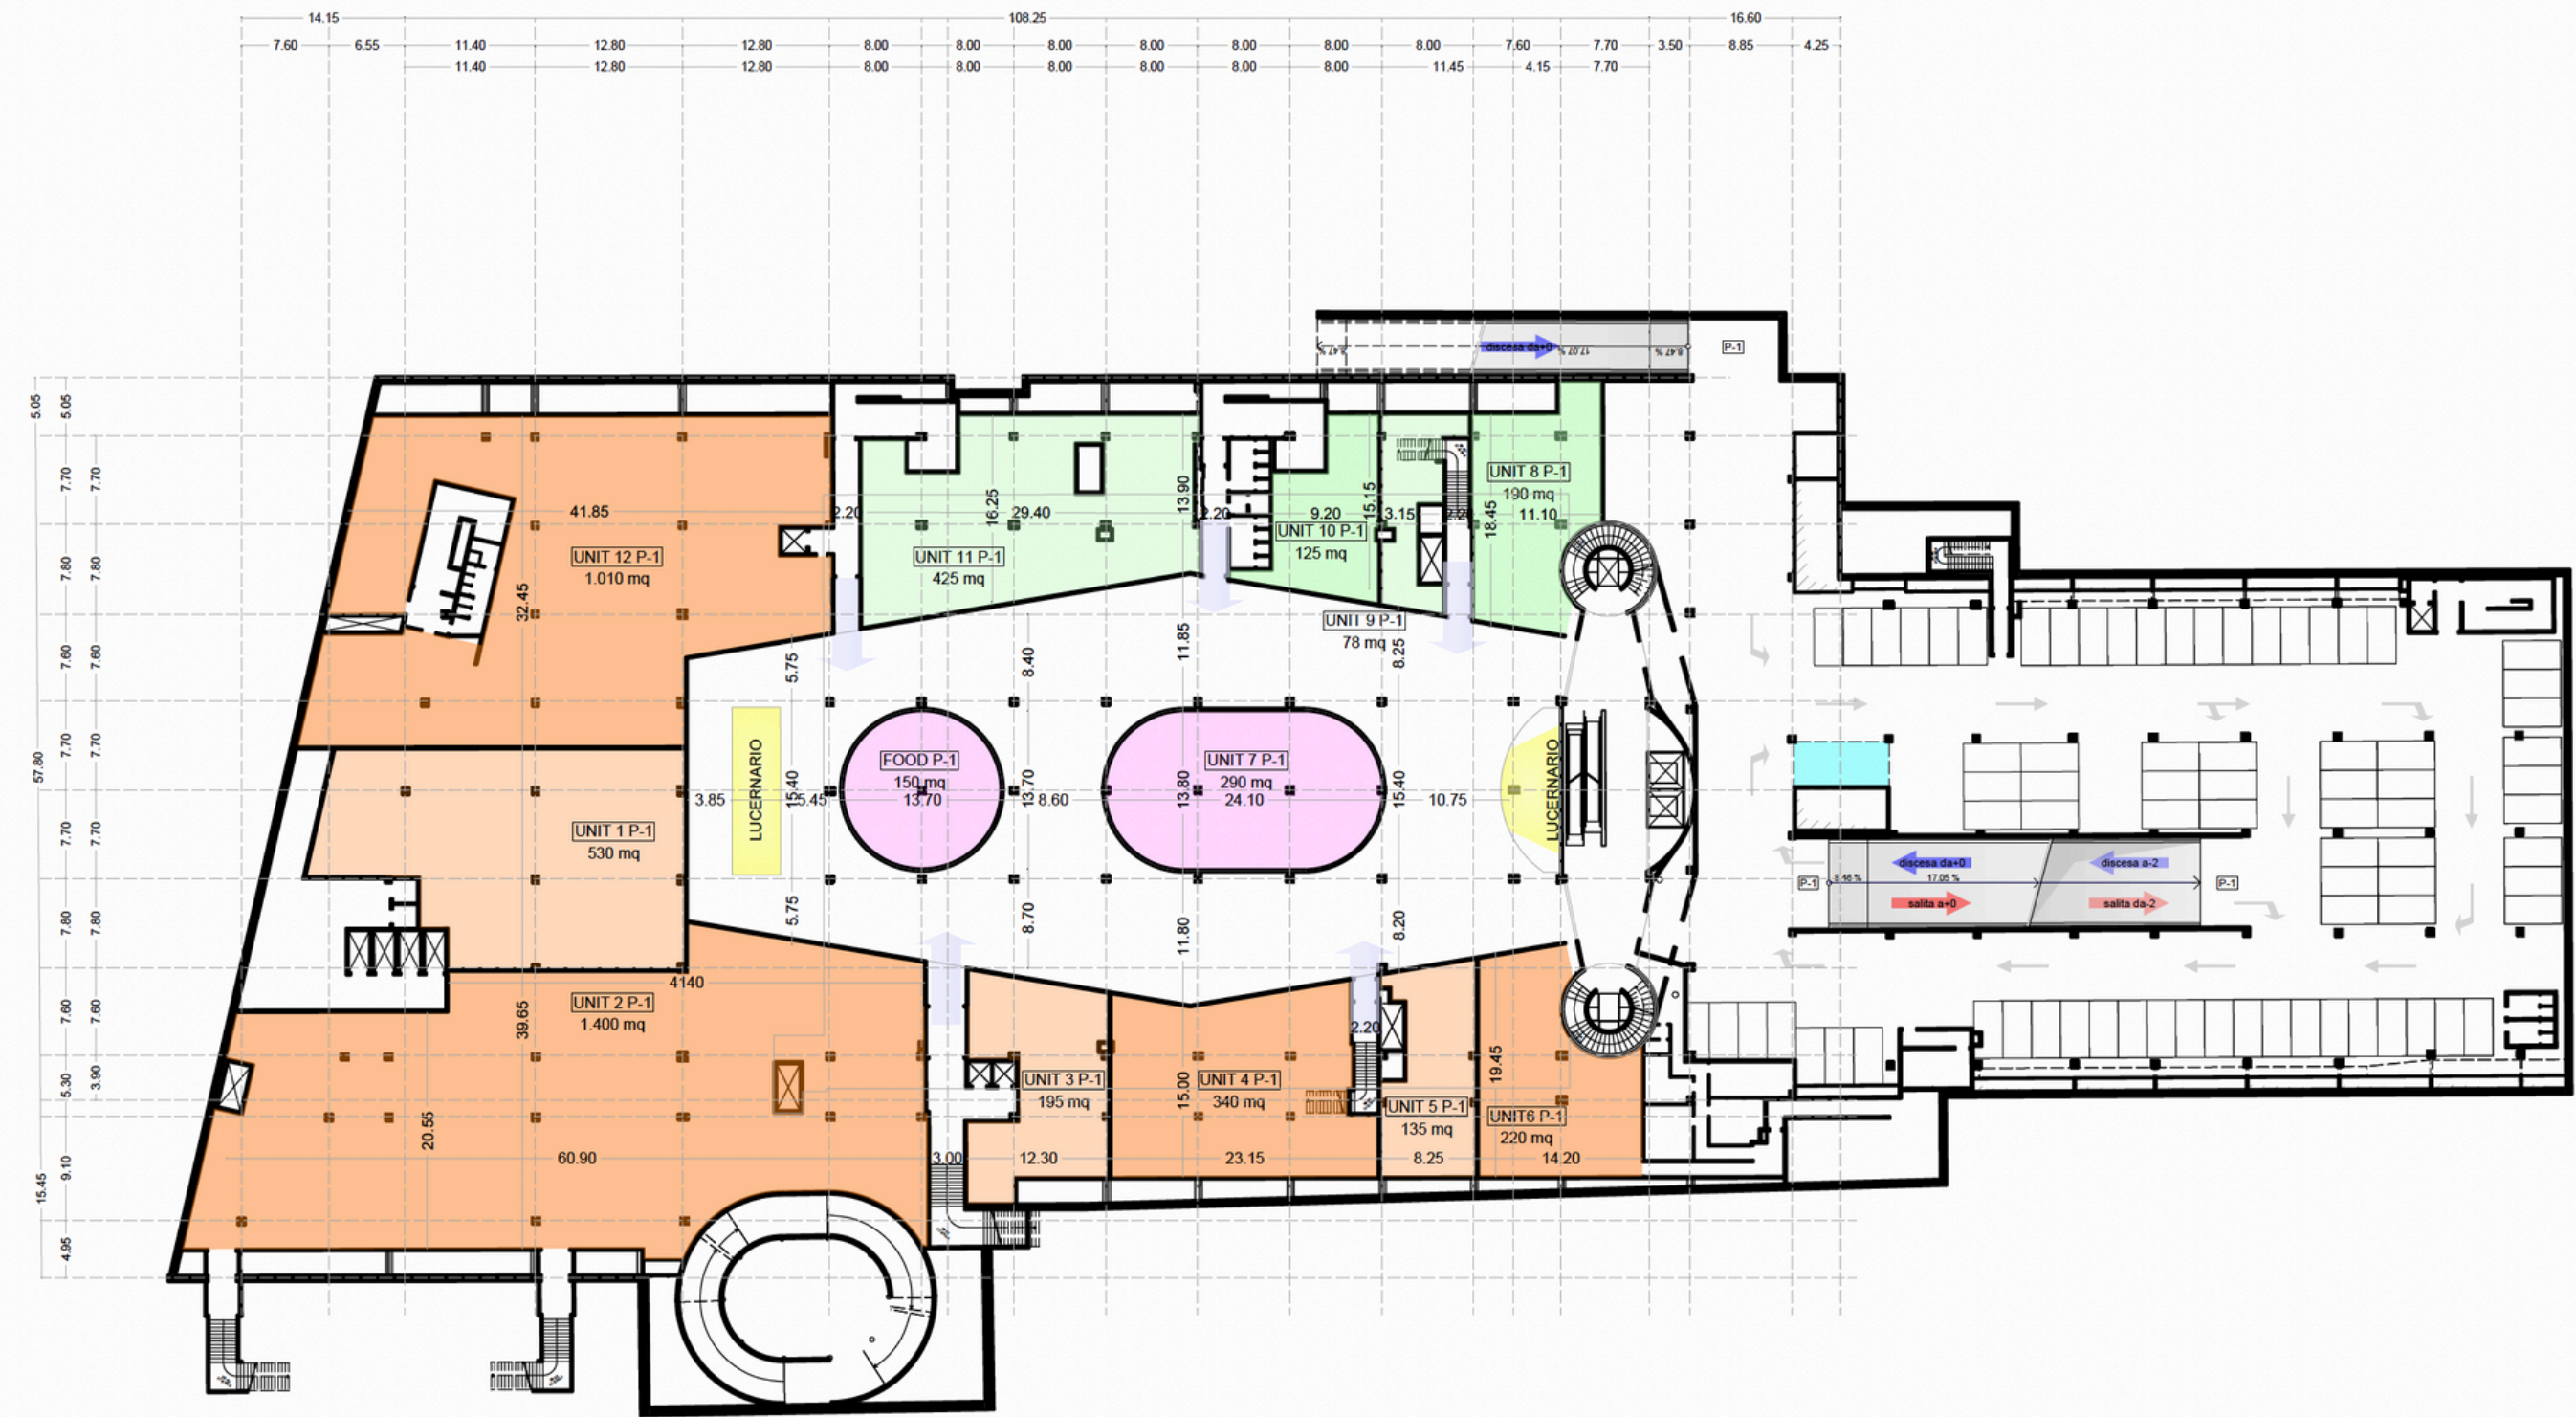 14.15 108.25 16.60
7.60 6.55 11.40 12.80 12.80 8.00 8.00 8.00 8.00 8.00 8.00 8.00 7.60 7.70 3.50 8.85 4.25
11.40 12.80 12.80 8.00 8.00 8.00 8.00 8.00 8.00 11.45 4.15 7.70
discesa da+0
17.07 %
8.47 %
P-1
5.05
57.80
15.45
5.05
7.70
7.80
7.60
7.70
7.70
7.80
7.60
5.30
9.10
4.95
7.70
7.80
7.60
7.70
7.70
7.80
7.60
3.90
41.85
UNIT 12 P-1
1.010 mq
32.45
2.20
16.25
29.40
13.90
UNIT 11 P-1
425 mq
2.20
9.20
15.15
UNIT 10 P-1
125 mq
3.15
2.20
18.45
UNIT 8 P-1
190 mq
11.10
UNIT 9 P-1
78 mq
5.75
8.40
11.85
8.25
LUCERNARIO
3.85
15.40
5.45
FOOD P-1
150 mq
13.70
13.70
8.60
UNIT 7 P-1
290 mq
24.10
13.80
15.40
10.75
LUCERNARIO
UNIT 1 P-1
530 mq
discesa da+0
discesa a-2
P-1
8.46 %
17.05 %
P-1
salita a+0
salita da-2
5.75
8.70
11.80
8.20
4140
UNIT 2 P-1
1.400 mq
39.65
20.55
60.90
3.00
UNIT 3 P-1
195 mq
12.30
15.00
UNIT 4 P-1
340 mq
23.15
2.20
UNIT 5 P-1
135 mq
8.25
19.45
UNIT6 P-1
220 mq
14.20